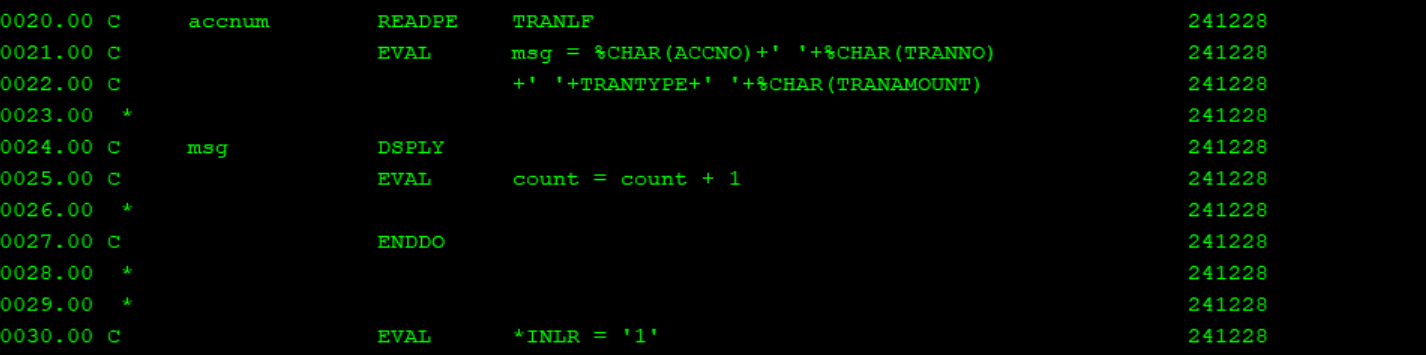 0020.00 C      accnum        READPE    TRANLF                                            241228
0021.00 C                    EVAL      msg = %CHAR(ACCNO)+' '+%CHAR(TRANNO)              241228
0022.00 C                              +' '+TRANTYPE+' '+%CHAR(TRANAMOUNT)               241228
0023.00  *                                                                               241228
0024.00 C      msg           DSPLY                                                       241228
0025.00 C                    EVAL      count = count + 1                                 241228
0026.00  *                                                                               241228
0027.00 C                    ENDDO                                                       241228
0028.00  *                                                                               241228
0029.00  *                                                                               241228
0030.00 C                    EVAL      *INLR = '1'                                       241228